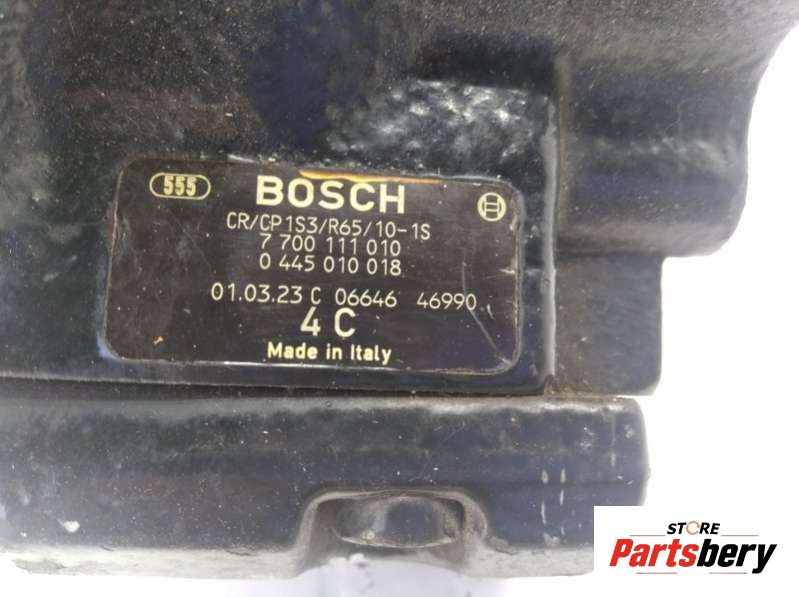 555 BOSCH
CR/CP1S3/R65/10-1S
7 700 111 010
0 445 010 018
01.03.23 C 06646 46990
4 C
Made in Italy
STORE
Partsbery